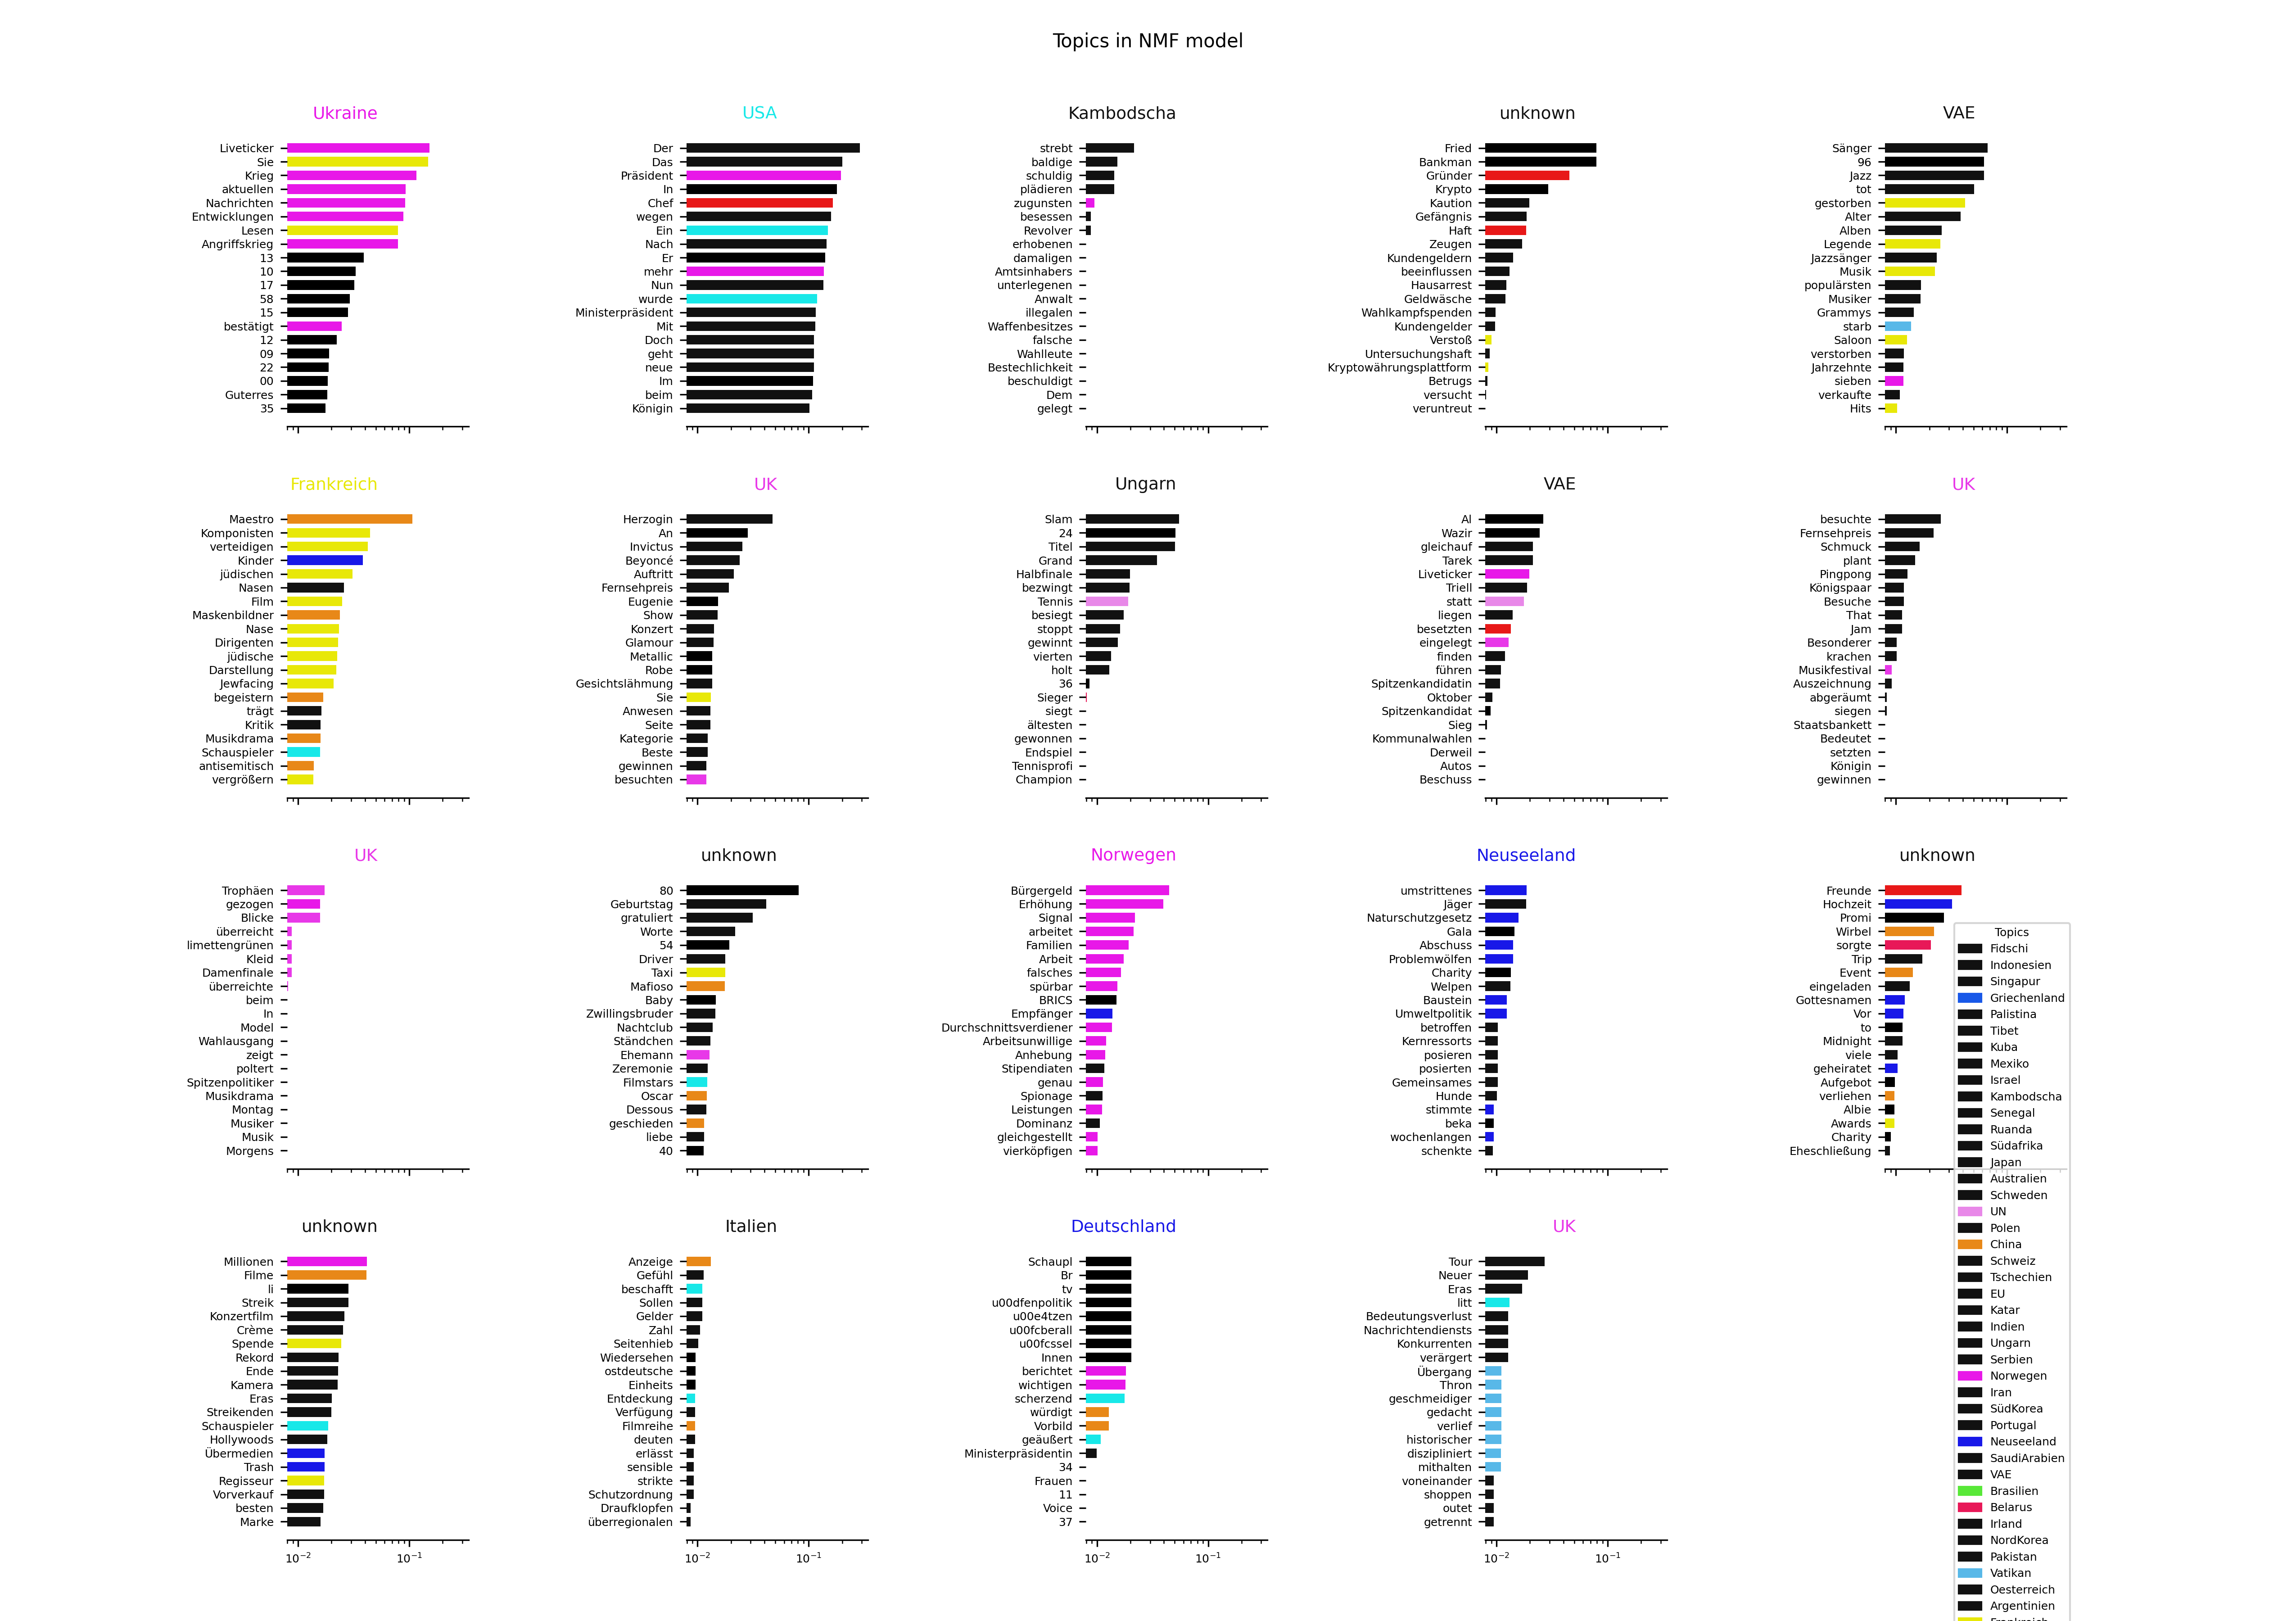 Topics in NMF model
Ukraine
Liveticker
Sie
Krieg
aktuellen
Nachrichten
Entwicklungen
Lesen
Angriffskrieg
13
10
17
58
15
bestätigt
12
09
22
00
Guterres
35
USA
Der
Das
Präsident
In
Chef
wegen
Ein
Nach
Er
mehr
Nun
wurde
Ministerpräsident
Mit
Doch
geht
neue
Im
beim
Königin
Kambodscha
strebt
baldige
schuldig
plädieren
zugunsten
besessen
Revolver
erhobenen
damaligen
Amtsinhabers
unterlegenen
Anwalt
illegalen
Waffenbesitzes
falsche
Wahlleute
Bestechlichkeit
beschuldigt
Dem
gelegt
unknown
Fried
Bankman
Gründer
Krypto
Kaution
Gefängnis
Haft
Zeugen
Kundengeldern
beeinflussen
Hausarrest
Geldwäsche
Wahlkampfspenden
Kundengelder
Verstoß
Untersuchungshaft
Kryptowährungsplattform
Betrugs
versucht
veruntreut
VAE
Sänger
96
Jazz
tot
gestorben
Alter
Alben
Legende
Jazzsänger
Musik
populärsten
Musiker
Grammys
starb
Saloon
verstorben
Jahrzehnte
sieben
verkaufte
Hits
Frankreich
Maestro
Komponisten
verteidigen
Kinder
jüdischen
Nasen
Film
Maskenbildner
Nase
Dirigenten
jüdische
Darstellung
Jewfacing
begeistern
trägt
Kritik
Musikdrama
Schauspieler
antisemitisch
vergrößern
UK
Herzogin
An
Invictus
Beyoncé
Auftritt
Fernsehpreis
Eugenie
Show
Konzert
Glamour
Metallic
Robe
Gesichtslähmung
Sie
Anwesen
Seite
Kategorie
Beste
gewinnen
besuchten
Ungarn
Slam
24
Titel
Grand
Halbfinale
bezwingt
Tennis
besiegt
stoppt
gewinnt
vierten
holt
36
Sieger
siegt
ältesten
gewonnen
Endspiel
Tennisprofi
Champion
VAE
Al
Wazir
gleichauf
Tarek
Liveticker
Triell
statt
liegen
besetzten
eingelegt
finden
führen
Spitzenkandidatin
Oktober
Spitzenkandidat
Sieg
Kommunalwahlen
Derweil
Autos
Beschuss
UK
besuchte
Fernsehpreis
Schmuck
plant
Pingpong
Königspaar
Besuche
That
Jam
Besonderer
krachen
Musikfestival
Auszeichnung
abgeräumt
siegen
Staatsbankett
Bedeutet
setzten
Königin
gewinnen
UK
Trophäen
gezogen
Blicke
überreicht
limettengrünen
Kleid
Damenfinale
überreichte
beim
In
Model
Wahlausgang
zeigt
poltert
Spitzenpolitiker
Musikdrama
Montag
Musiker
Musik
Morgens
unknown
80
Geburtstag
gratuliert
Worte
54
Driver
Taxi
Mafioso
Baby
Zwillingsbruder
Nachtclub
Ständchen
Ehemann
Zeremonie
Filmstars
Oscar
Dessous
geschieden
liebe
40
Norwegen
Bürgergeld
Erhöhung
Signal
arbeitet
Familien
Arbeit
falsches
spürbar
BRICS
Empfänger
Durchschnittsverdiener
Arbeitsunwillige
Anhebung
Stipendiaten
genau
Spionage
Leistungen
Dominanz
gleichgestellt
vierköpfigen
Neuseeland
umstrittenes
Jäger
Naturschutzgesetz
Gala
Abschuss
Problemwölfen
Charity
Welpen
Baustein
Umweltpolitik
betroffen
Kernressorts
posieren
posierten
Gemeinsames
Hunde
stimmte
beka
wochenlangen
schenkte
unknown
Freunde
Hochzeit
Promi
Wirbel
sorgte
Trip
Event
eingeladen
Gottesnamen
Vor
to
Midnight
viele
geheiratet
Aufgebot
verliehen
Albie
Awards
Charity
Eheschließung
unknown
Millionen
Filme
li
Streik
Konzertfilm
Crème
Spende
Rekord
Ende
Kamera
Eras
Streikenden
Schauspieler
Hollywoods
Übermedien
Trash
Regisseur
Vorverkauf
besten
Marke
10⁻² 10⁻¹
Italien
Anzeige
Gefühl
beschafft
Sollen
Gelder
Zahl
Seitenhieb
Wiedersehen
ostdeutsche
Einheits
Entdeckung
Verfügung
Filmreihe
deuten
erlässt
sensible
strikte
Schutzordnung
Draufklopfen
überregionalen
10⁻² 10⁻¹
Deutschland
Schaupl
Br
tv
u00dfenpolitik
u00e4tzen
u00fcberall
u00fcssel
Innen
berichtet
wichtigen
scherzend
würdigt
Vorbild
geäußert
Ministerpräsidentin
34
Frauen
11
Voice
37
10⁻² 10⁻¹
UK
Tour
Neuer
Eras
litt
Bedeutungsverlust
Nachrichtendiensts
Konkurrenten
verärgert
Übergang
Thron
geschmeidiger
gedacht
verlief
historischer
diszipliniert
mithalten
voneinander
shoppen
outet
getrennt
10⁻² 10⁻¹
Topics
Fidschi
Indonesien
Singapur
Griechenland
Palistina
Tibet
Kuba
Mexiko
Israel
Kambodscha
Senegal
Ruanda
Südafrika
Japan
Australien
Schweden
UN
Polen
China
Schweiz
Tschechien
EU
Katar
Indien
Ungarn
Serbien
Norwegen
Iran
SüdKorea
Portugal
Neuseeland
SaudiArabien
VAE
Brasilien
Belarus
Irland
NordKorea
Pakistan
Vatikan
Oesterreich
Argentinien